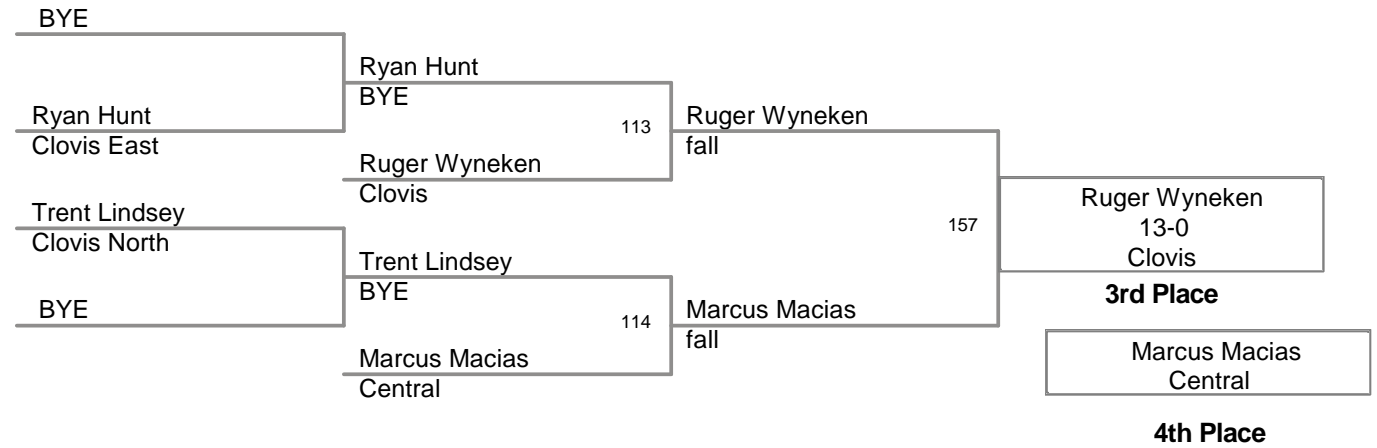 BYE
Ryan Hunt
BYE
Ryan Hunt
Clovis East
113
Ruger Wyneken
fall
Ruger Wyneken
Clovis
Trent Lindsey
Clovis North
157
Ruger Wyneken
13-0
Clovis
3rd Place
Trent Lindsey
BYE
BYE
114
Marcus Macias
fall
Marcus Macias
Central
Marcus Macias
Central
4th Place